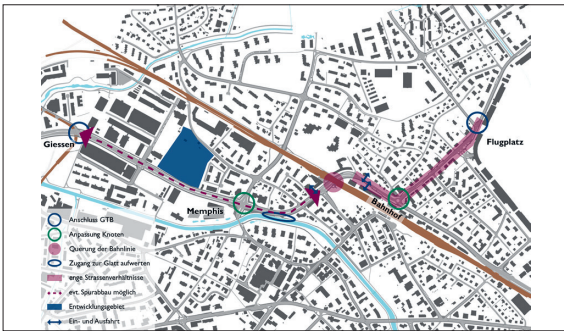 Giessen
Flugplatz
Memphis
Bahnhof
Anschluss GTB
Anpassung Knoten
Querung der Bahnlinie
Zugang zur Glatt aufwerten
enge Strassenverhältnisse
evt. Spurabbau möglich
Entwicklungsgebiet
Ein- und Ausfahrt